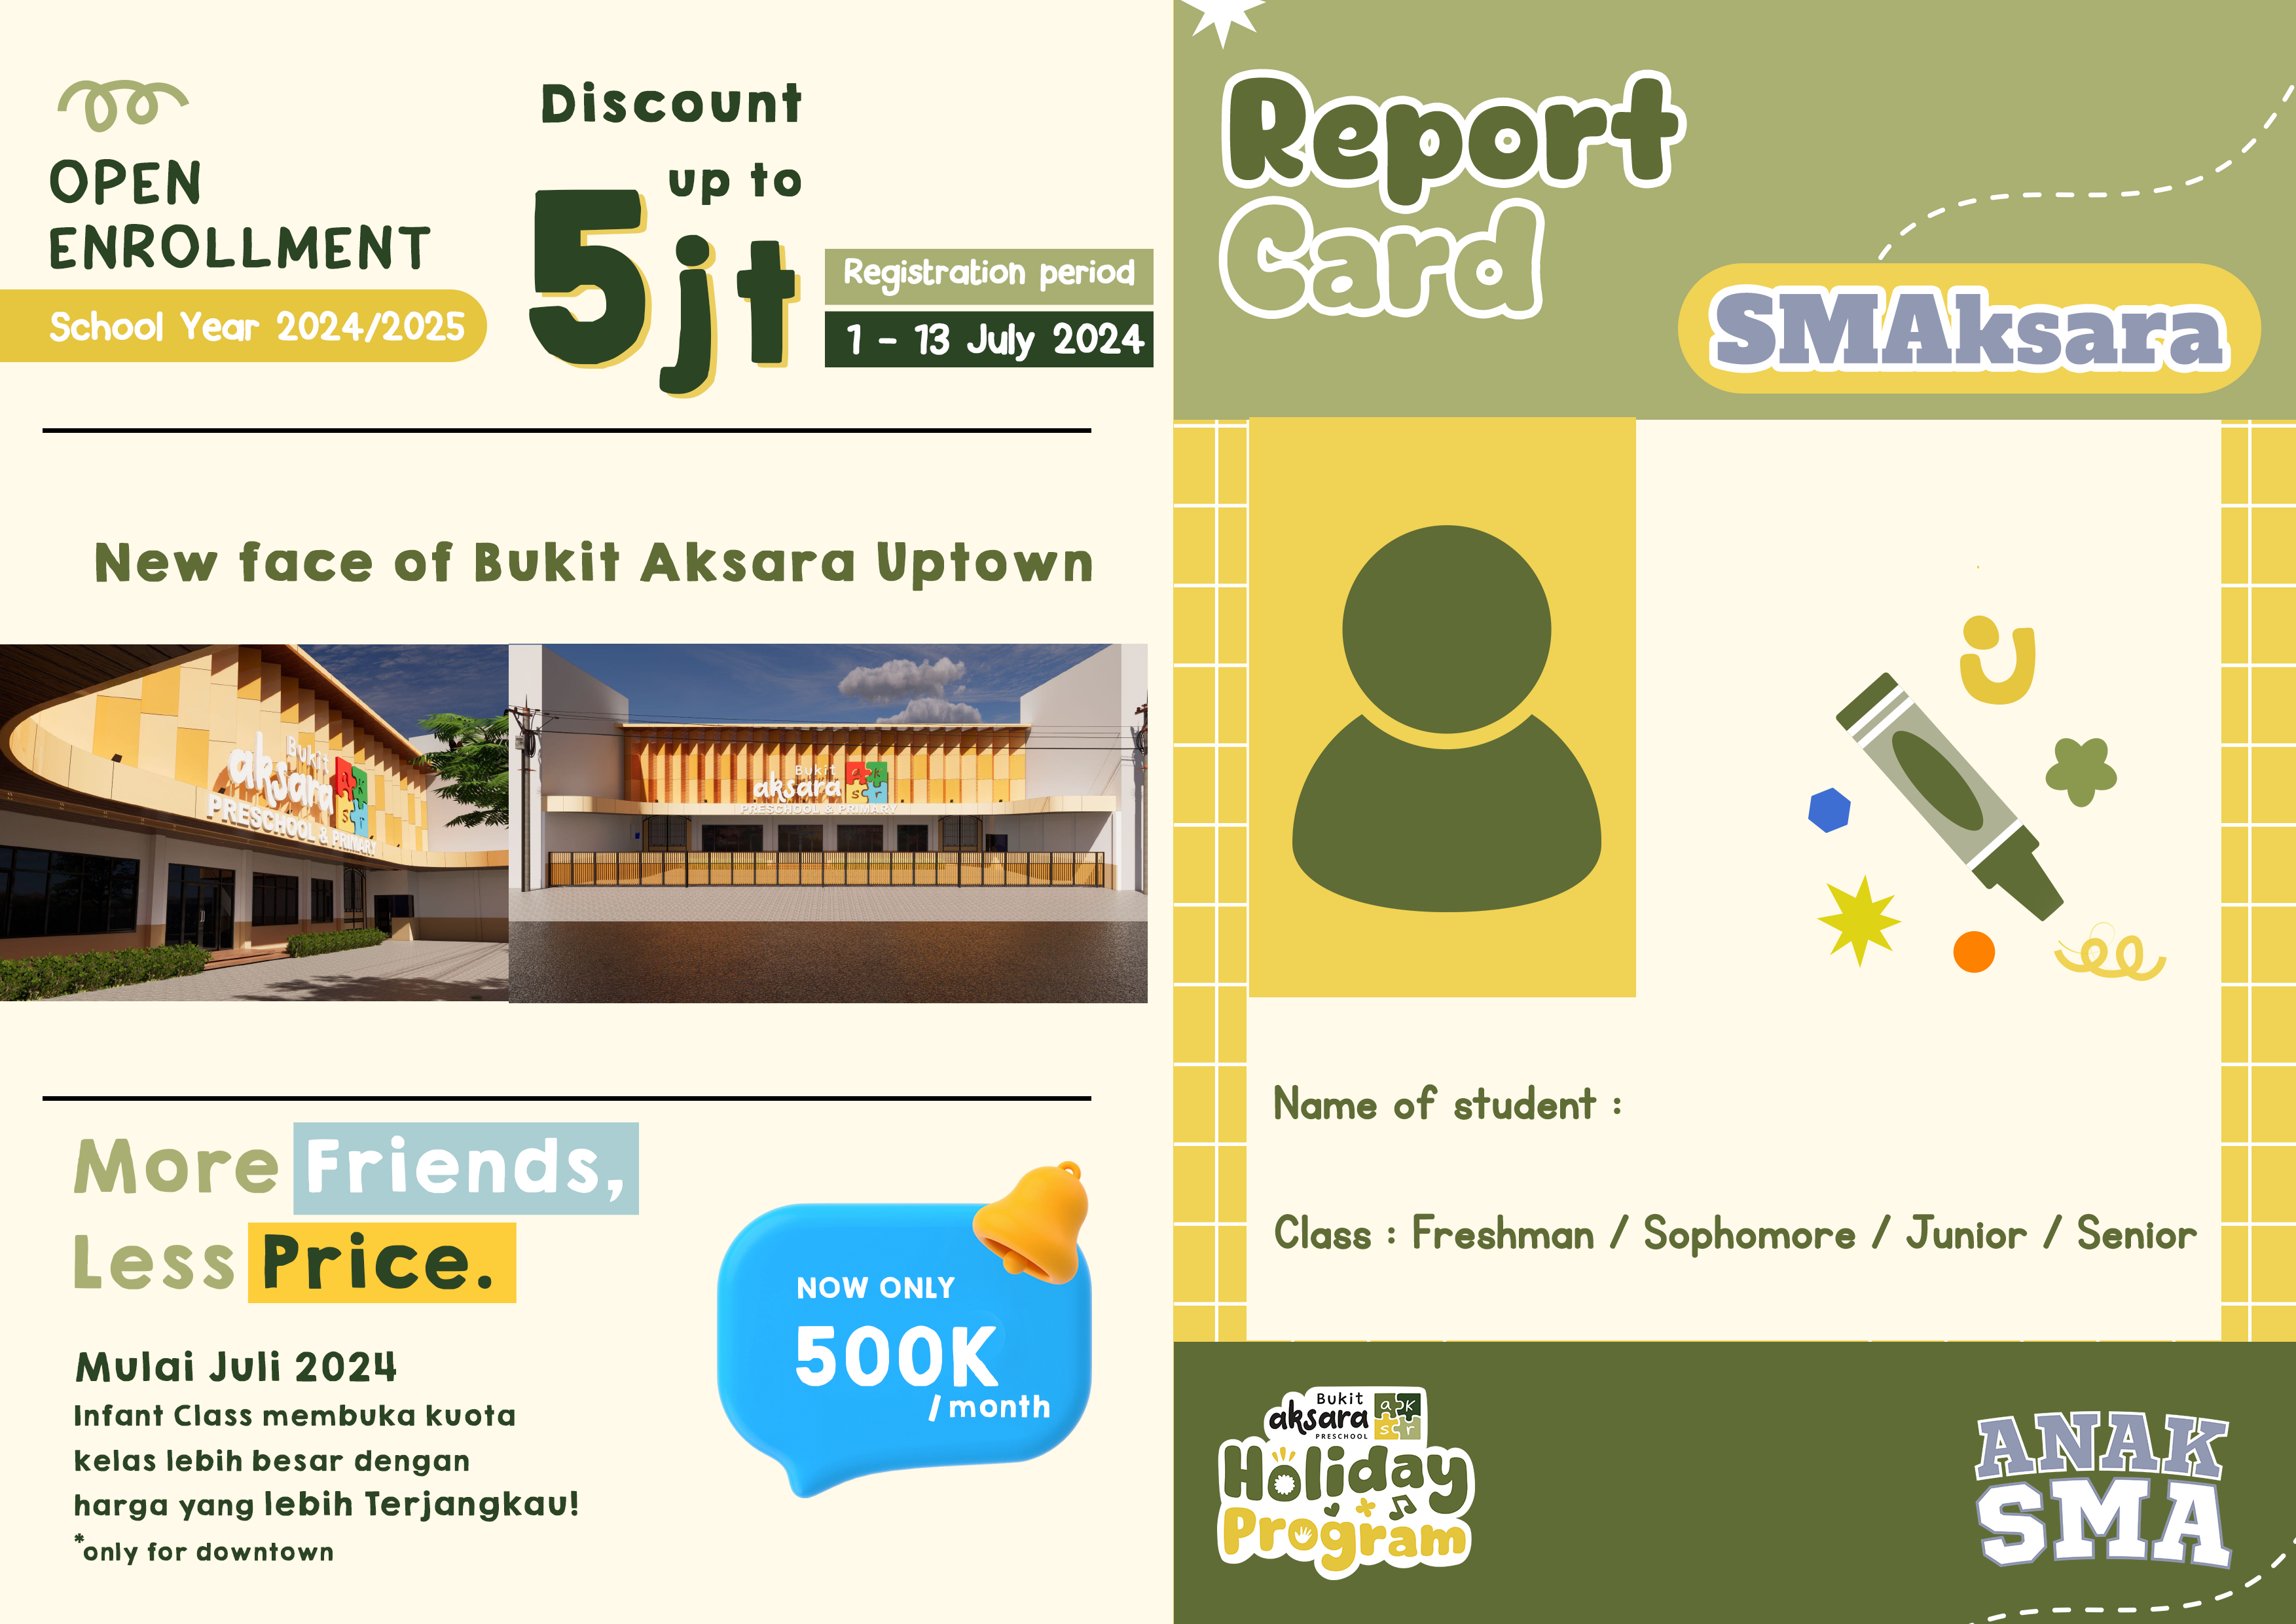 OPEN
ENROLLMENT
School Year 2024/2025
Discount
up to
5jt
Registration period
1 - 13 July 2024
New face of Bukit Aksara Uptown
Bukit
aksara
PRESCHOOL & PRIMARY
Bukit
aksara
PRESCHOOL & PRIMARY
More Friends,
Less Price.
Mulai Juli 2024
Infant Class membuka kuota
kelas lebih besar dengan
harga yang lebih Terjangkau!
*only for downtown
NOW ONLY
500K
/month
Report
Card
SMAksara
Name of student :
Class : Freshman / Sophomore / Junior / Senior
Bukit
aksara
PRESCHOOL
a k
s r
Holiday
Program
ANAK
SMA